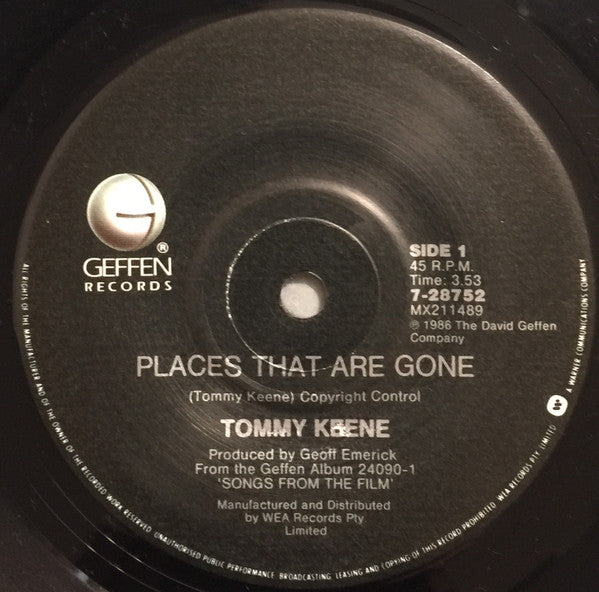 GEFFEN
RECORDS
®
SIDE 1
45 R.P.M.
Time: 3.53
7-28752
MX211489
℗ 1986 The David Geffen
Company
PLACES THAT ARE GONE
(Tommy Keene) Copyright Control
TOMMY KEENE
Produced by Geoff Emerick
From the Geffen Album 24090-1
'SONGS FROM THE FILM'
Manufactured and Distributed
by WEA Records Pty
Limited
ALL RIGHTS OF THE MANUFACTURER AND OF THE OWNER OF THE RECORDED WORK RESERVED. UNAUTHORISED PUBLIC PERFORMANCE, BROADCASTING, LEASING AND COPYING OF THIS RECORD PROHIBITED. WEA RECORDS PTY. LIMITED
A WARNER COMMUNICATIONS COMPANY